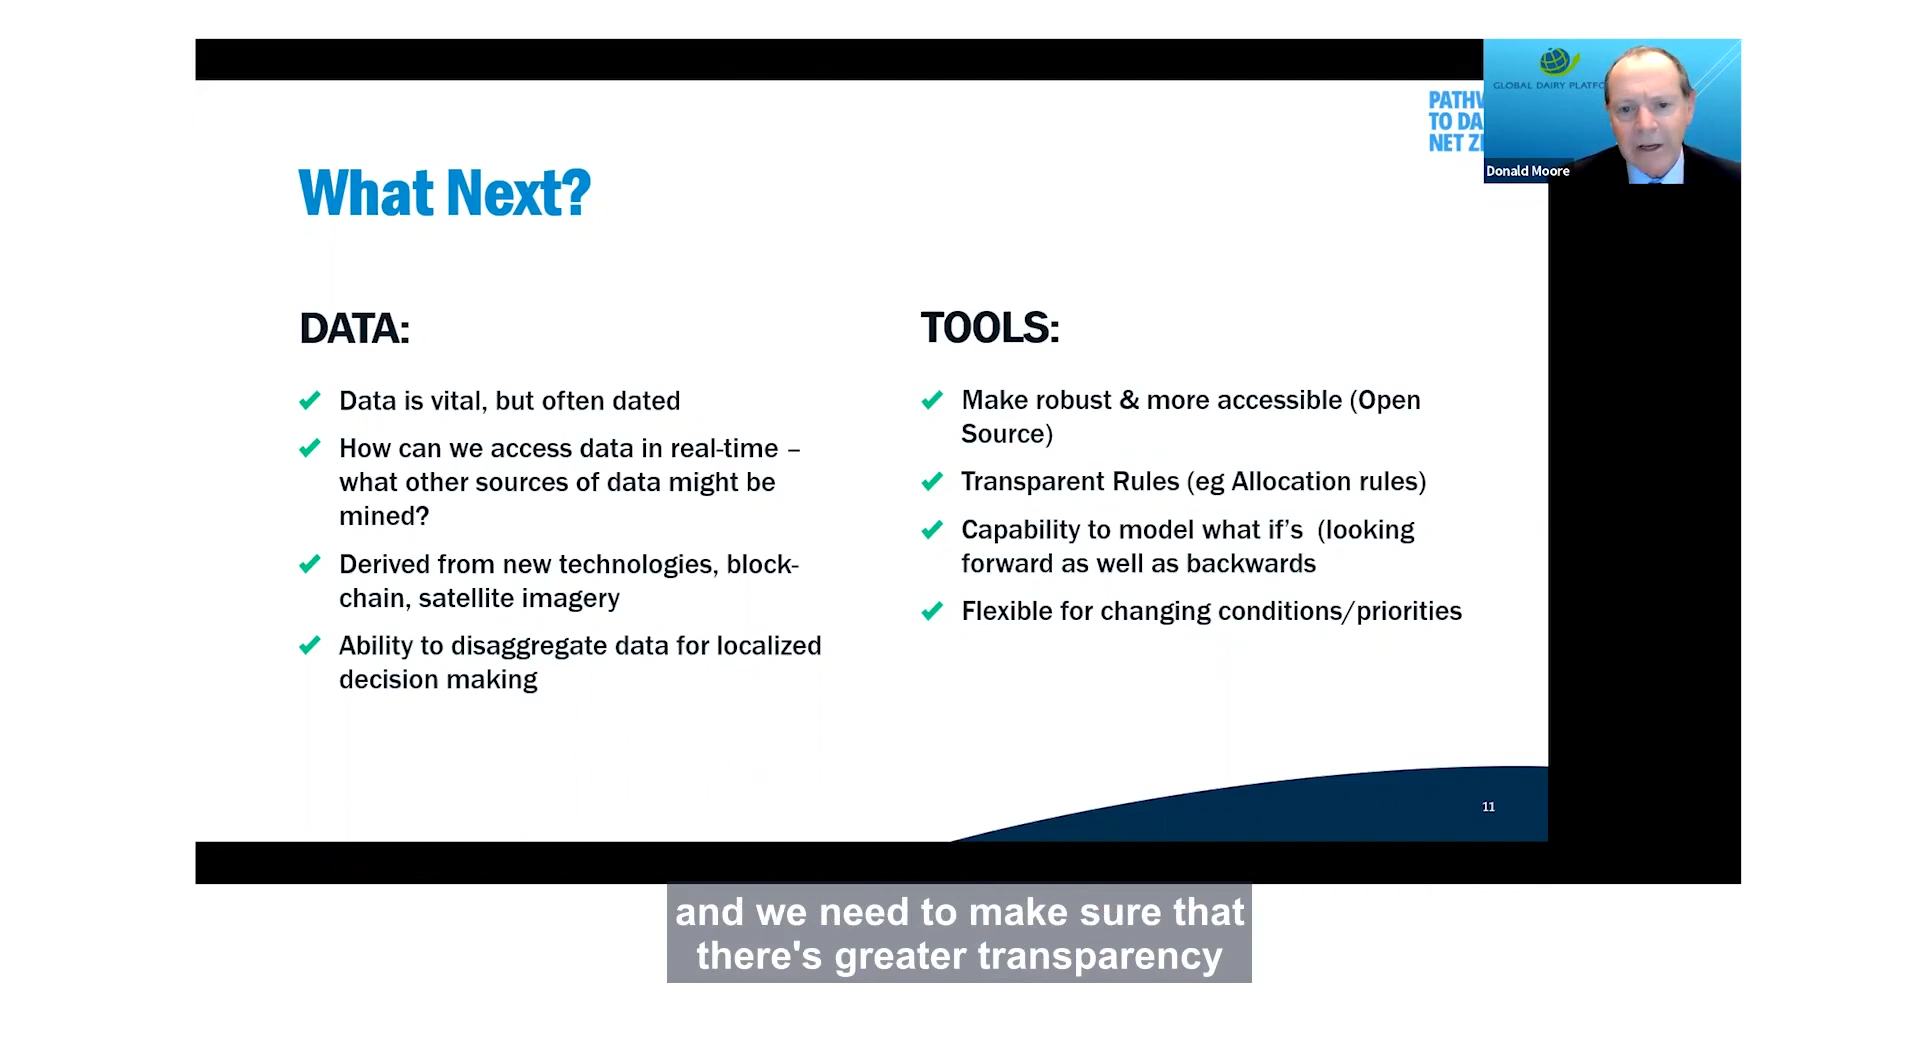 GLOBAL DAIRY PLATFO
PATHW
TO DA
NET Z
Donald Moore
What Next?
DATA:
Data is vital, but often dated
How can we access data in real-time –
what other sources of data might be
mined?
Derived from new technologies, block-
chain, satellite imagery
Ability to disaggregate data for localized
decision making
TOOLS:
Make robust & more accessible (Open
Source)
Transparent Rules (eg Allocation rules)
Capability to model what if’s  (looking
forward as well as backwards
Flexible for changing conditions/priorities
11
and we need to make sure that
there's greater transparency